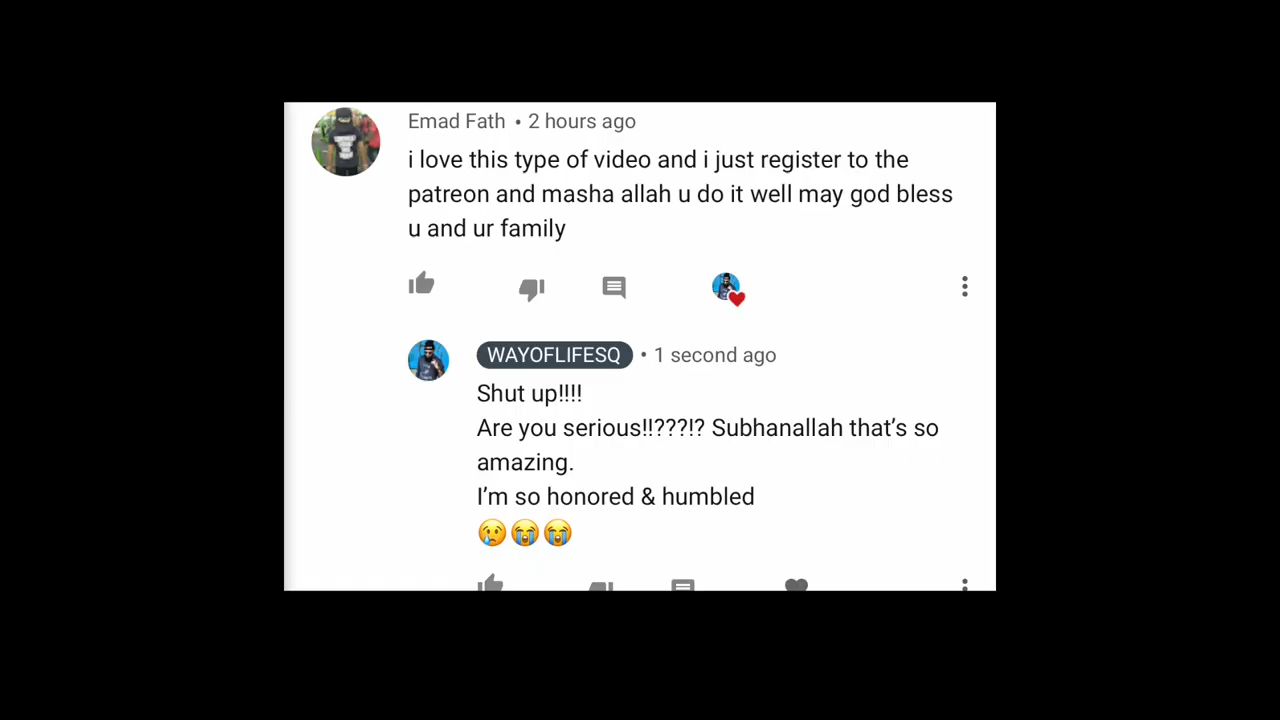 Emad Fath • 2 hours ago
i love this type of video and i just register to the
patreon and masha allah u do it well may god bless
u and ur family
WAYOFLIFESQ • 1 second ago
Shut up!!!!
Are you serious!!???!? Subhanallah that’s so
amazing.
I’m so honored & humbled
😢😭😭